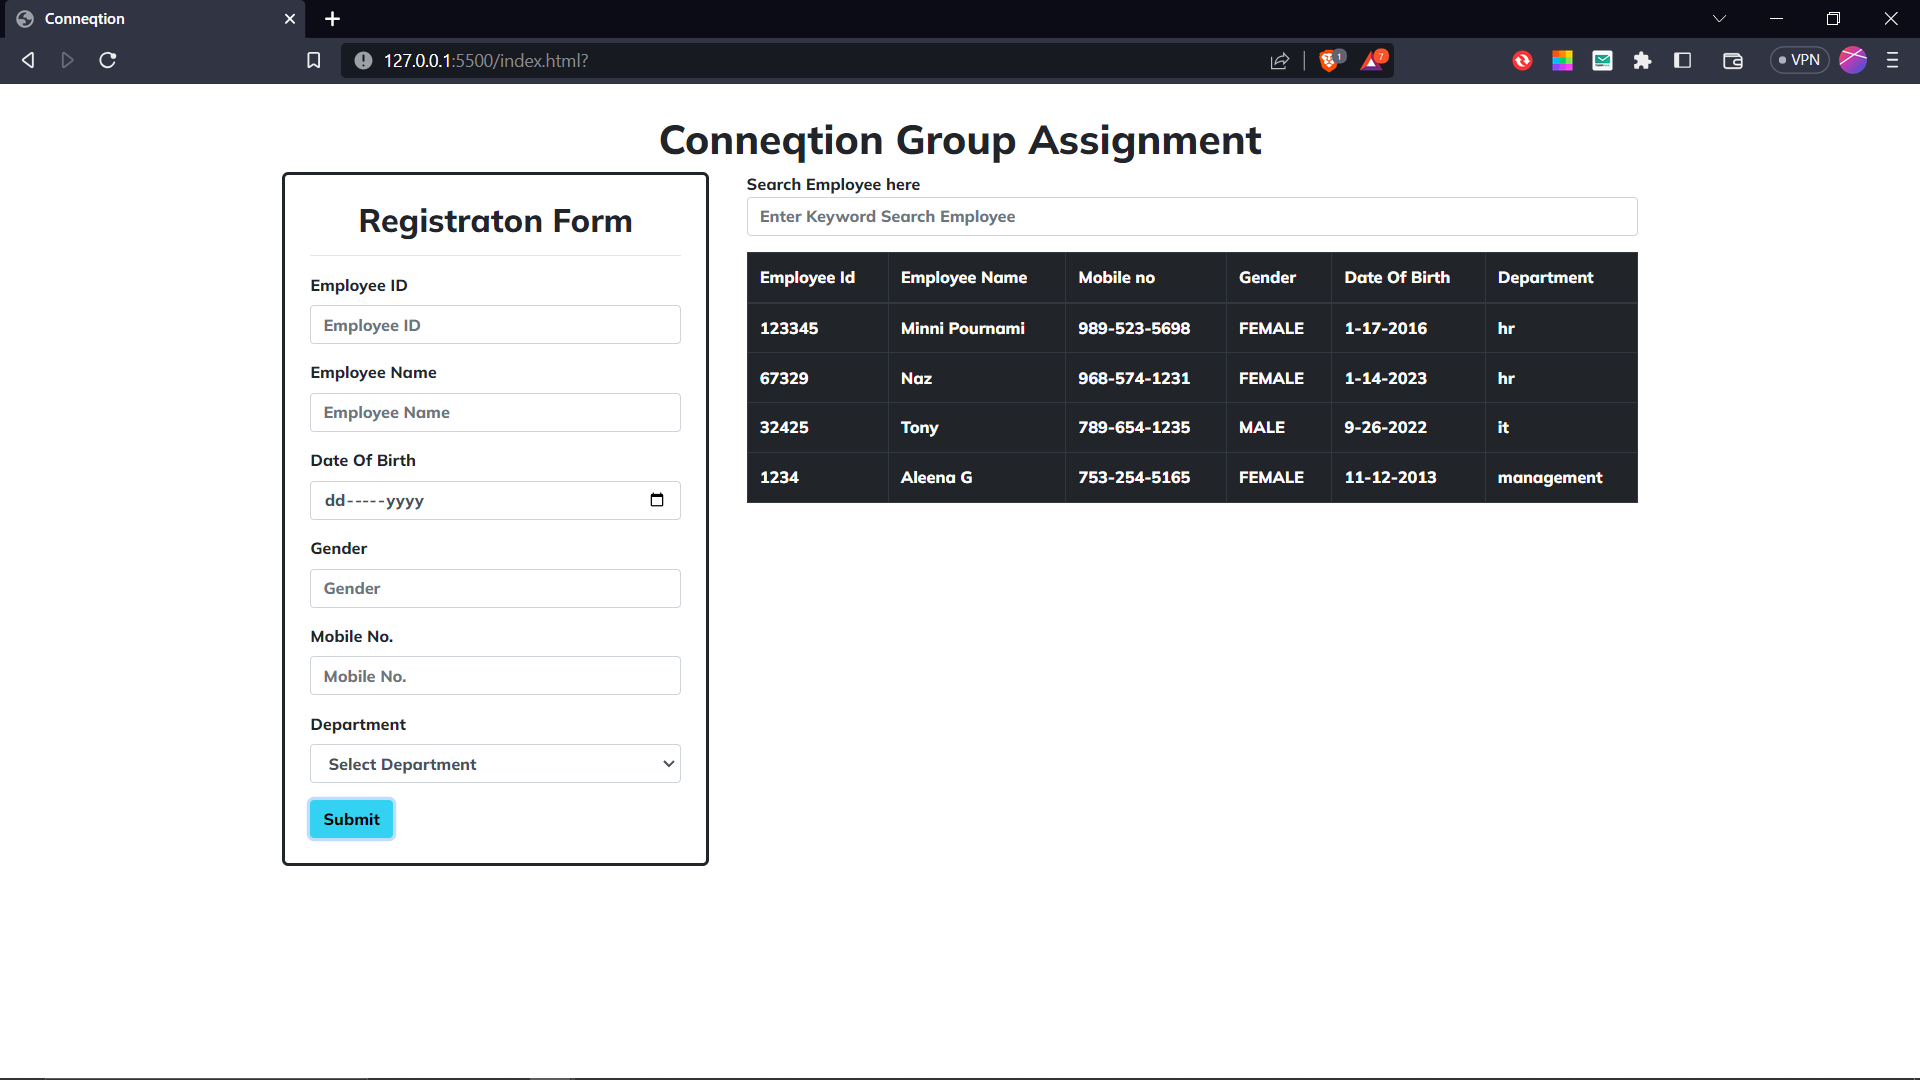 Conneqtion
127.0.0.1:5500/index.html?
1
7
VPN
Conneqtion Group Assignment
Registraton Form
Employee ID
Employee ID
Employee Name
Employee Name
Date Of Birth
dd-----yyyy
Gender
Gender
Mobile No.
Mobile No.
Department
Select Department
Submit
Search Employee here
Enter Keyword Search Employee
Employee Id Employee Name Mobile no Gender Date Of Birth Department
123345 Minni Pournami 989-523-5698 FEMALE 1-17-2016 hr
67329 Naz 968-574-1231 FEMALE 1-14-2023 hr
32425 Tony 789-654-1235 MALE 9-26-2022 it
1234 Aleena G 753-254-5165 FEMALE 11-12-2013 management